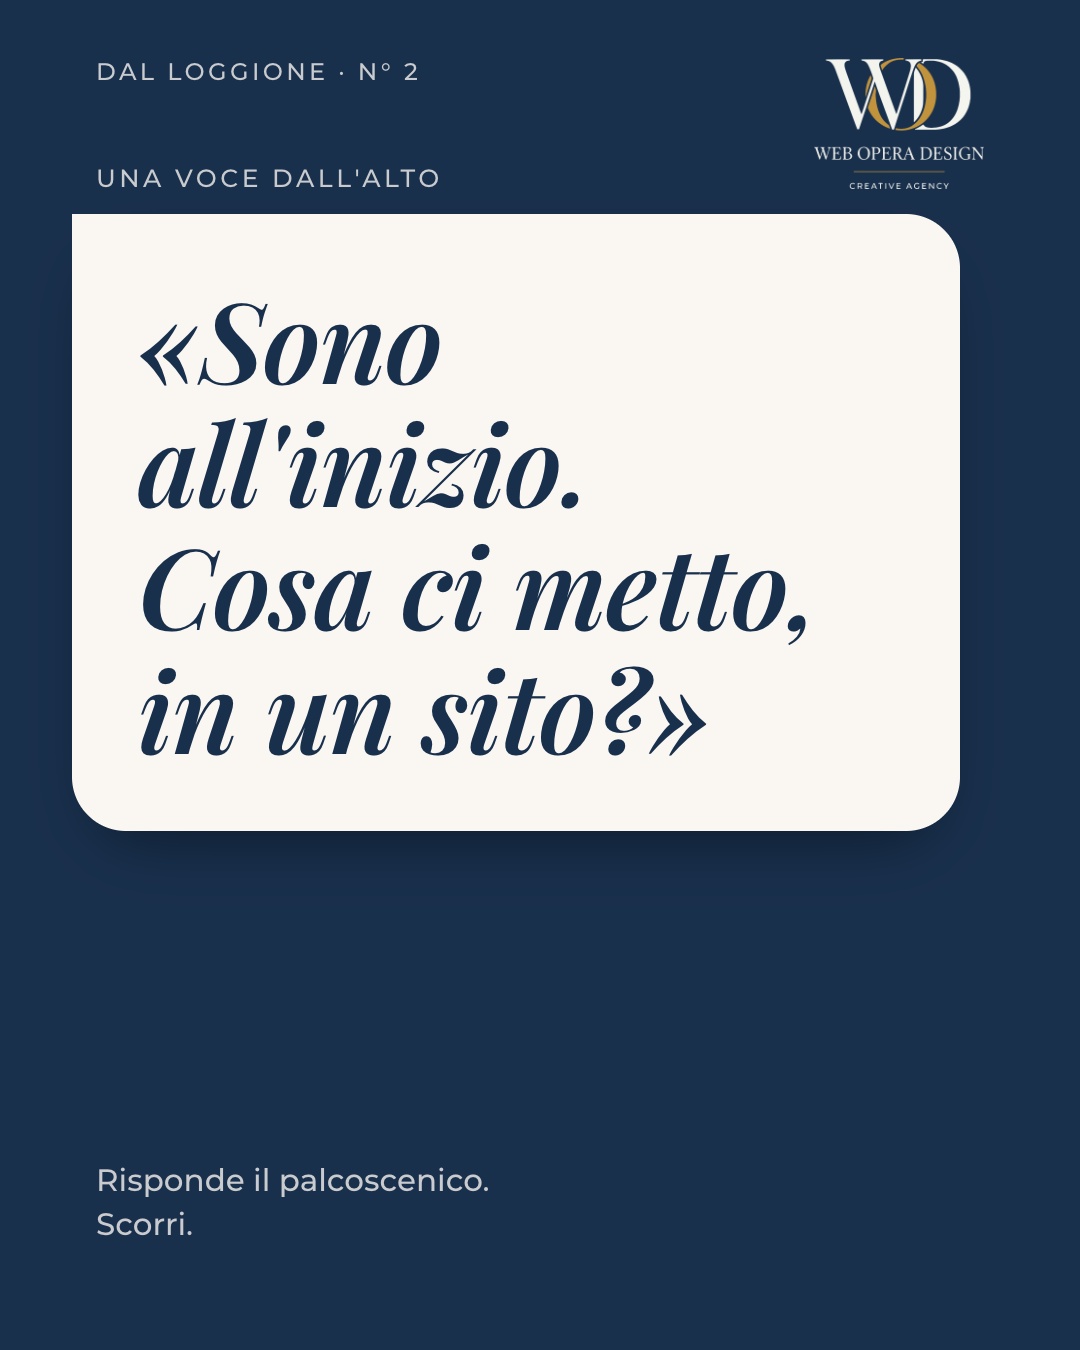 DAL LOGGIONE · N° 2
WOD
WEB OPERA DESIGN
CREATIVE AGENCY
UNA VOCE DALL'ALTO
«Sono
all'inizio.
Cosa ci metto,
in un sito?»
Risponde il palcoscenico.
Scorri.